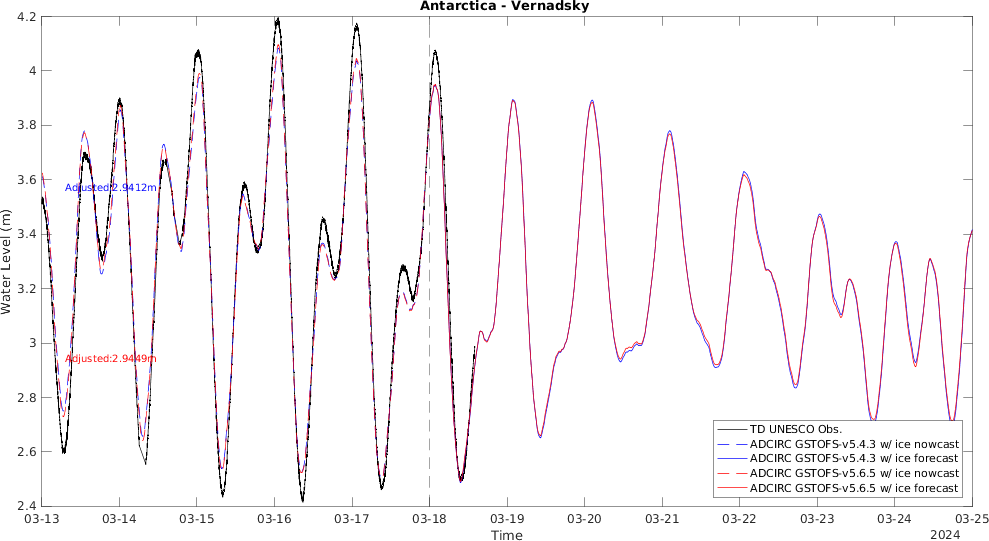 Antarctica - Vernadsky
Water Level (m)
4.2
4
3.8
3.6
3.4
3.2
3
2.8
2.6
2.4
Adjusted:2.9412m
Adjusted:2.9449m
TD UNESCO Obs.
ADCIRC GSTOFS-v5.4.3 w/ ice nowcast
ADCIRC GSTOFS-v5.4.3 w/ ice forecast
ADCIRC GSTOFS-v5.6.5 w/ ice nowcast
ADCIRC GSTOFS-v5.6.5 w/ ice forecast
03-13 03-14 03-15 03-16 03-17 03-18 03-19 03-20 03-21 03-22 03-23 03-24 03-25
Time
2024